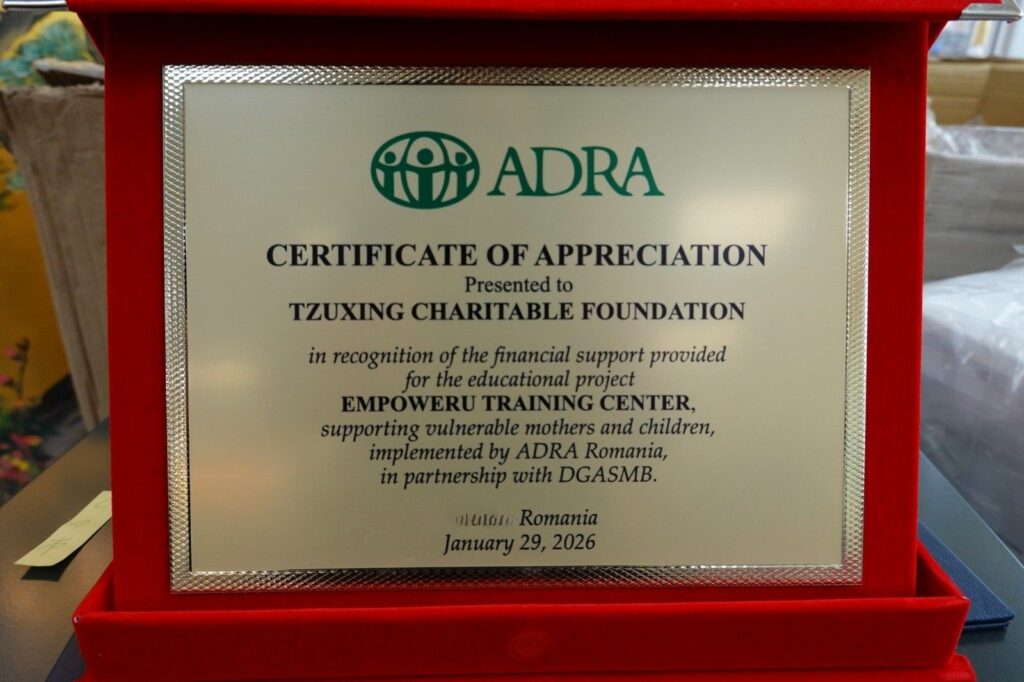 ADRA
CERTIFICATE OF APPRECIATION
Presented to
TZUXING CHARITABLE FOUNDATION
in recognition of the financial support provided
for the educational project
EMPOWERU TRAINING CENTER,
supporting vulnerable mothers and children,
implemented by ADRA Romania,
in partnership with DGASMB.
Romania
January 29, 2026